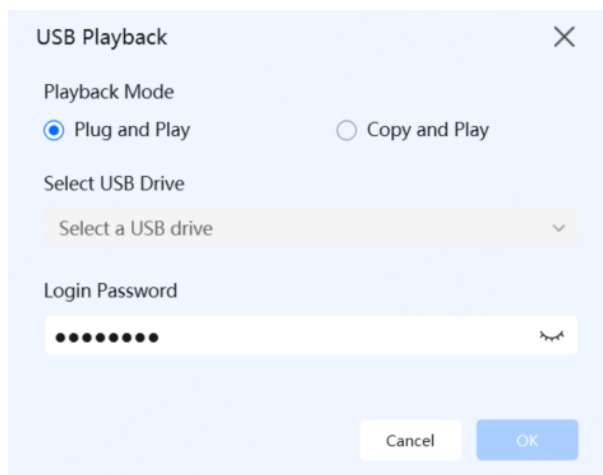 USB Playback
Playback Mode
Plug and Play
Copy and Play
Select USB Drive
Select a USB drive
Login Password
●●●●●●●●
Cancel
OK